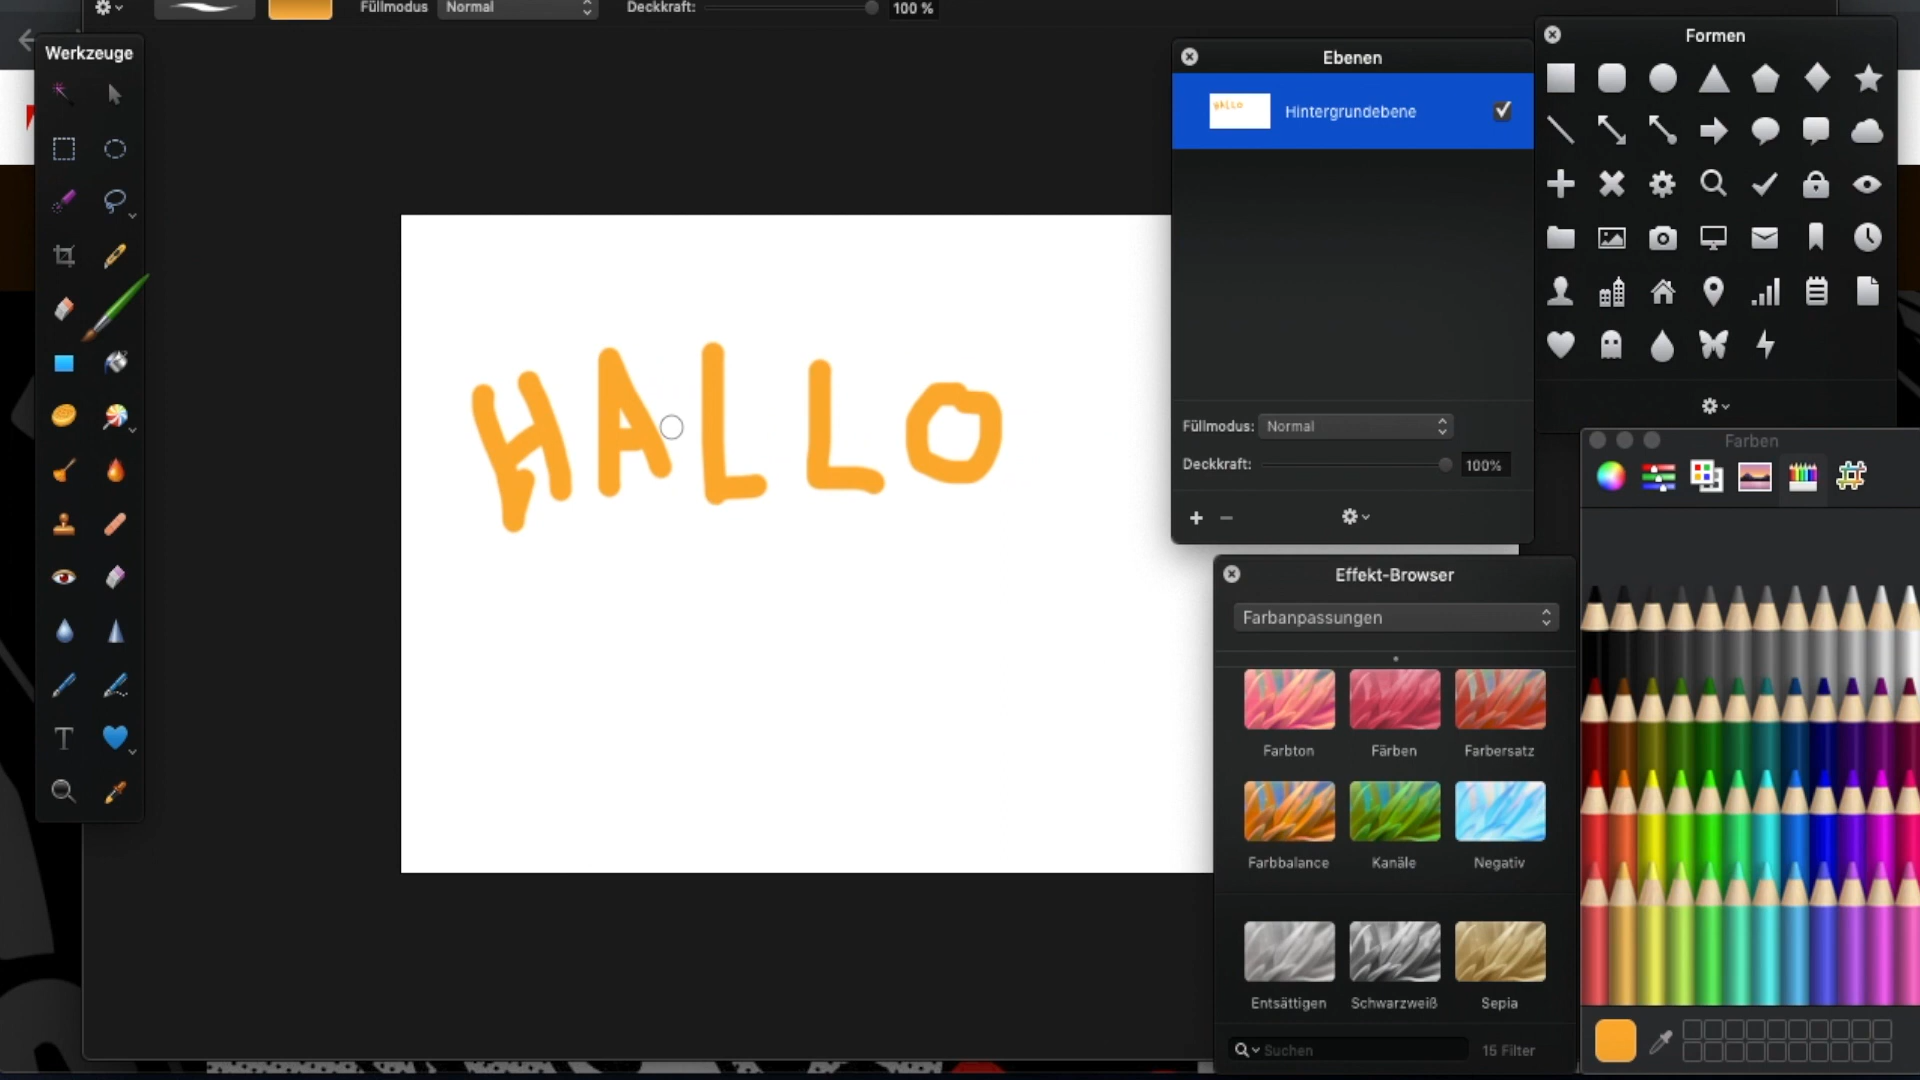 Füllmodus Normal Deckkraft: 100 %
Werkzeuge
HALLO
T
Ebenen
HALLO Hintergrundebene
Füllmodus: Normal
Deckkraft: 100%
Formen
Farben
Effekt-Browser
Farbanpassungen
Farbton Färben Farbersatz
Farbbalance Kanäle Negativ
Entsättigen Schwarzweiß Sepia
Suchen 15 Filter